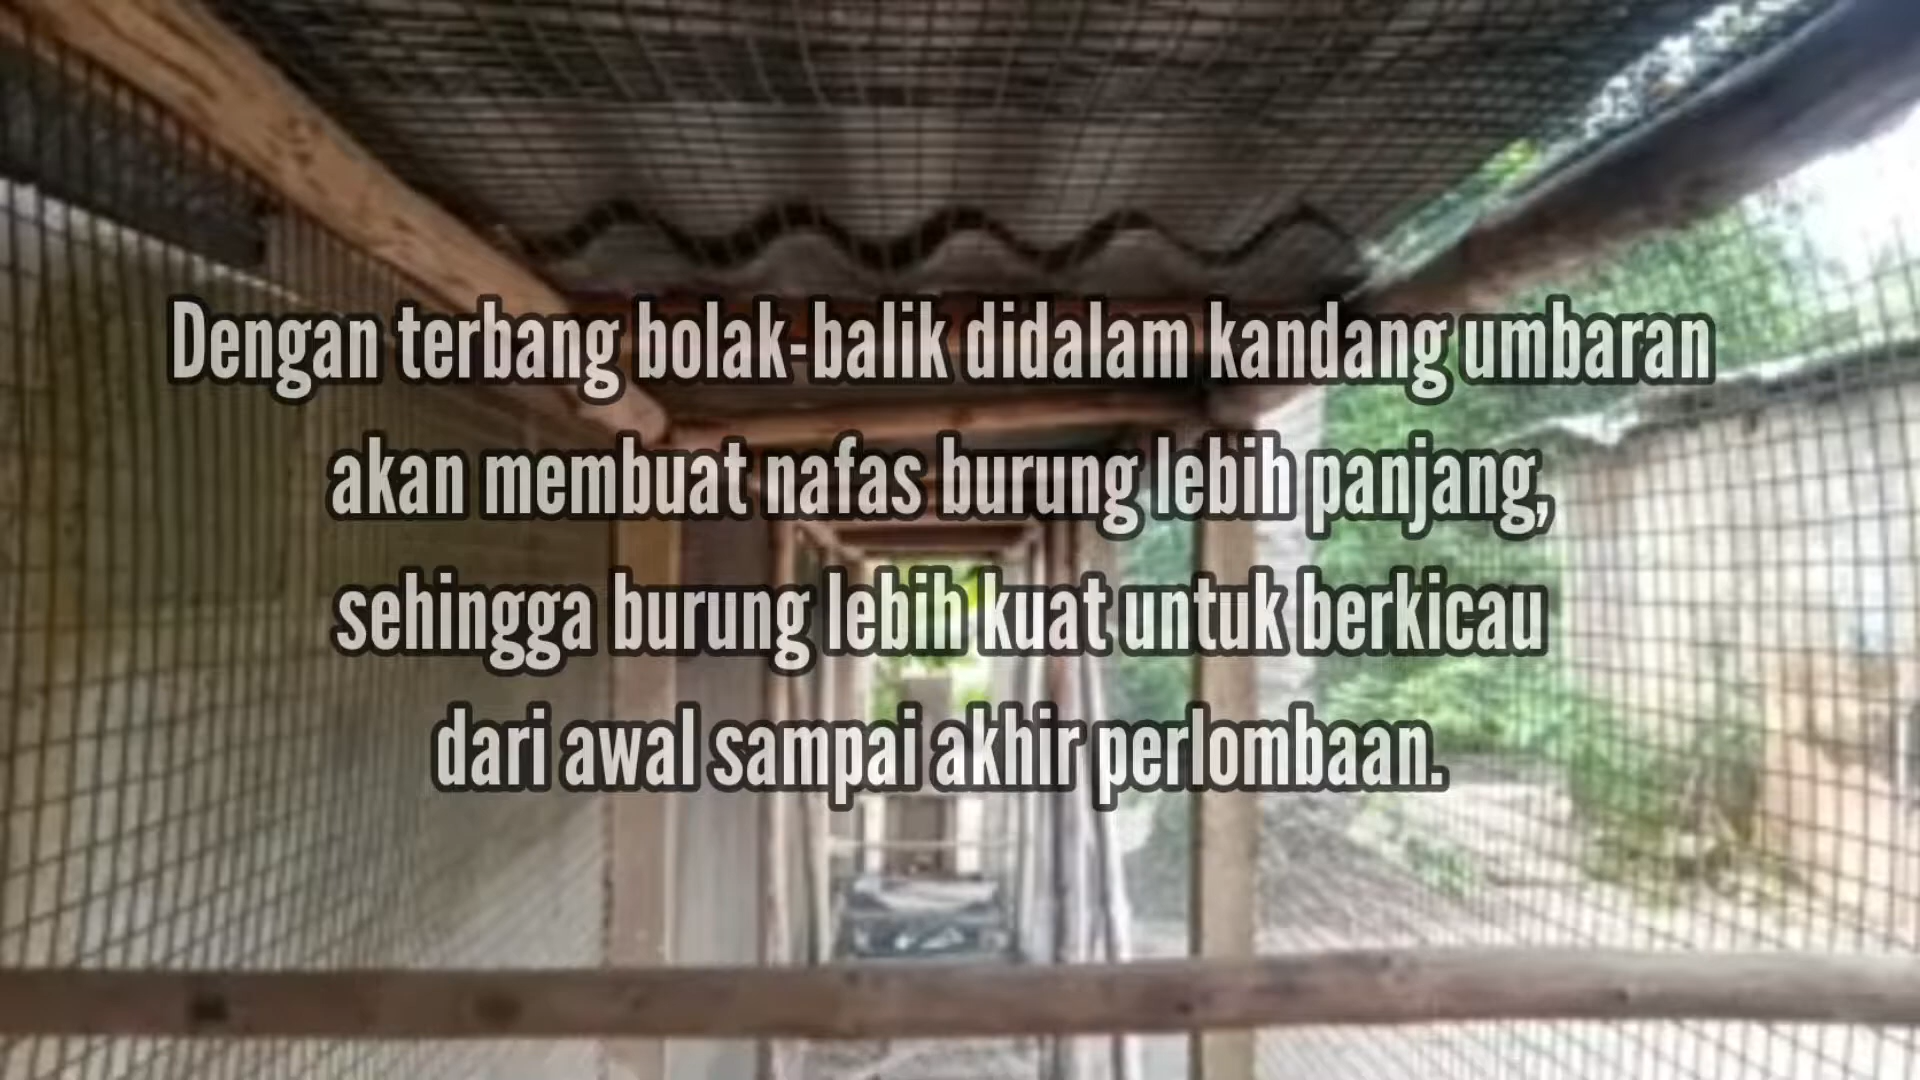 Dengan terbang bolak-balik didalam kandang umbaran
akan membuat nafas burung lebih panjang,
sehingga burung lebih kuat untuk berkicau
dari awal sampai akhir perlombaan.